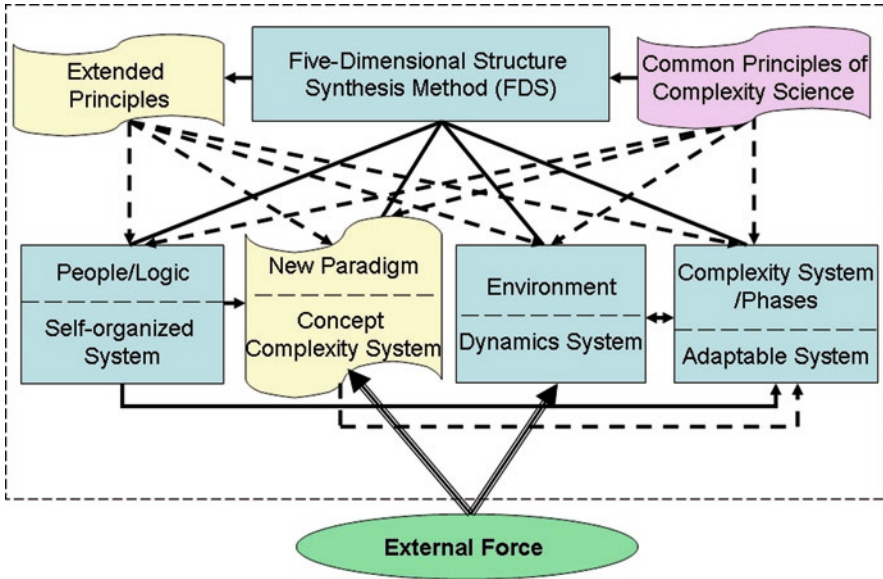 Extended
Principles
Five-Dimensional Structure
Synthesis Method (FDS)
Common Principles of
Complexity Science
People/Logic
Self-organized
System
New Paradigm
Concept
Complexity System
Environment
Dynamics System
Complexity System
/Phases
Adaptable System
External Force